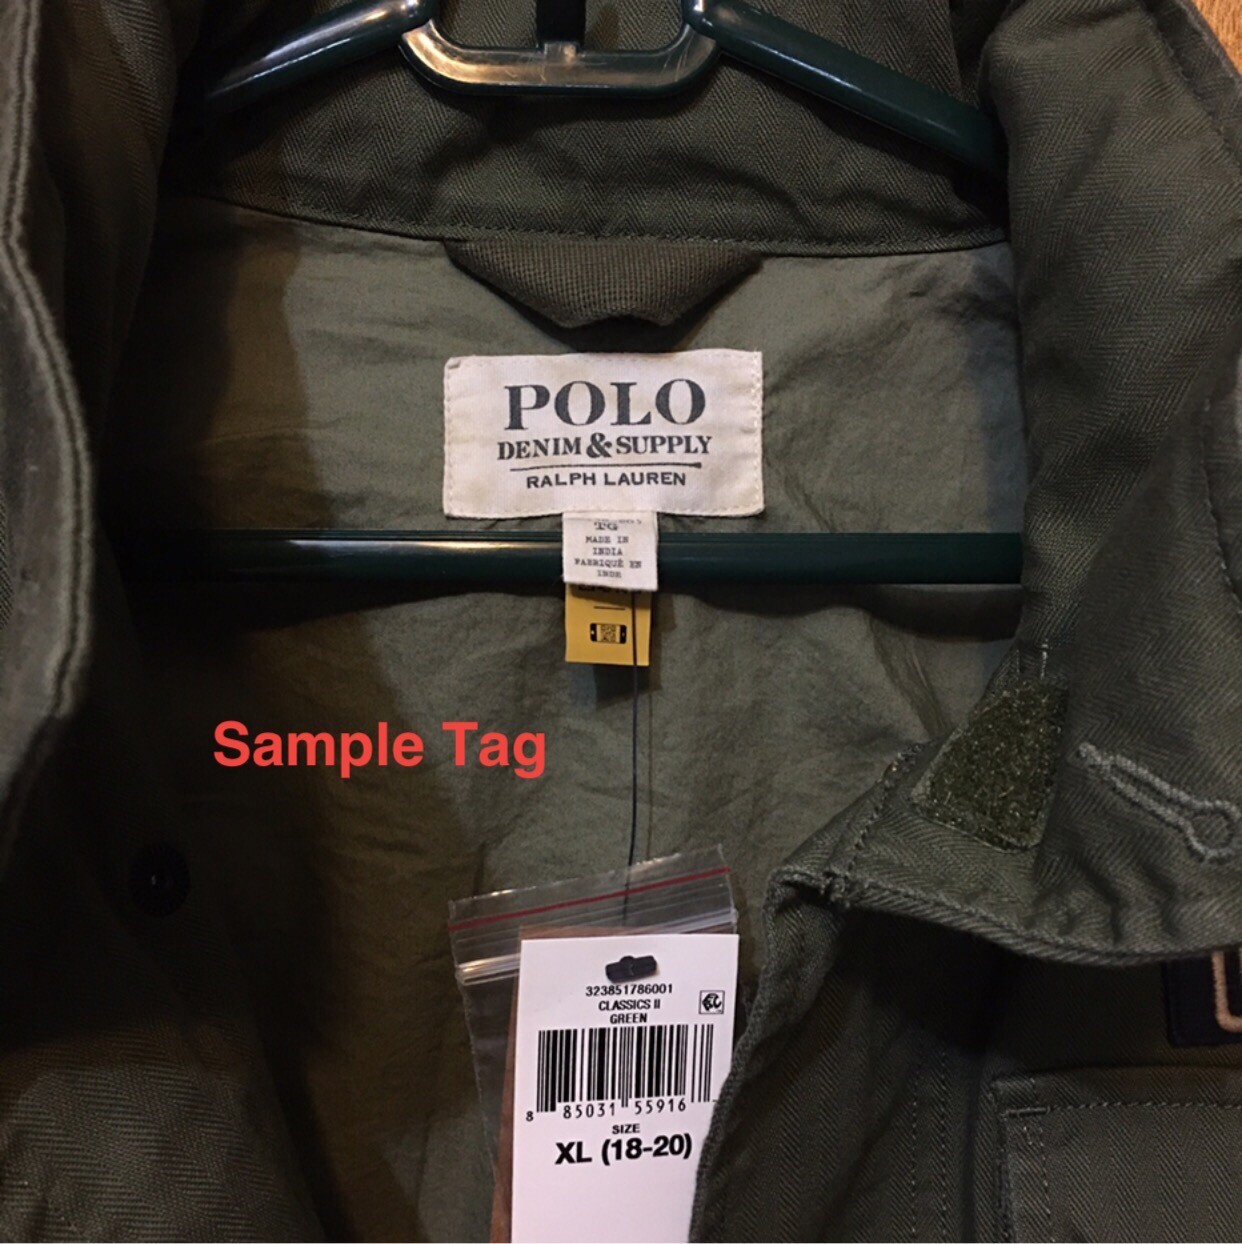 POLO
DENIM & SUPPLY
RALPH LAUREN
MADE IN
INDIA
FABRIQUÉ EN
INDE
Sample Tag
323851786001
CLASSICS II
GREEN
8 85031 55916
SIZE
XL (18-20)